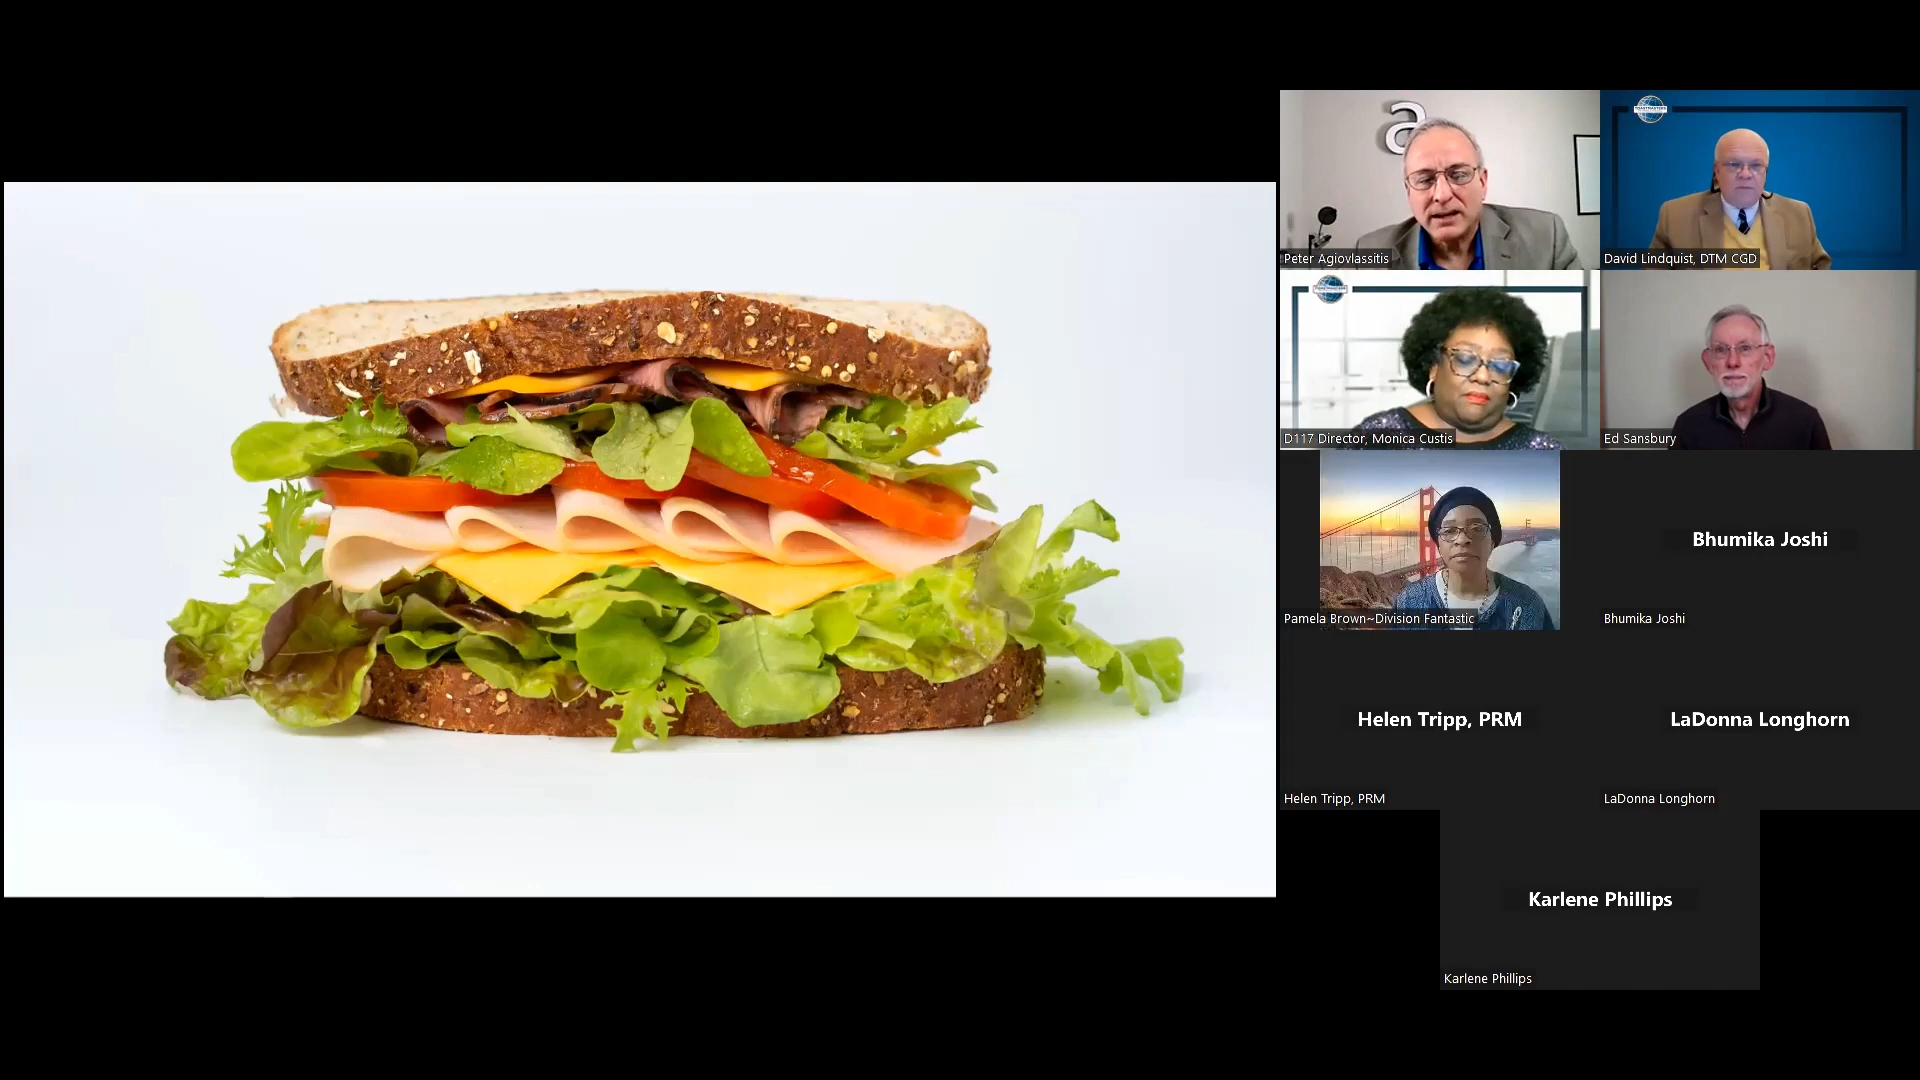 a
TOASTMASTERS
Peter Agiovlassitis
David Lindquist, DTM CGD
D117 Director, Monica Custis
Ed Sansbury
Pamela Brown~Division Fantastic
Bhumika Joshi
Bhumika Joshi
Helen Tripp, PRM
LaDonna Longhorn
Helen Tripp, PRM
LaDonna Longhorn
Karlene Phillips
Karlene Phillips